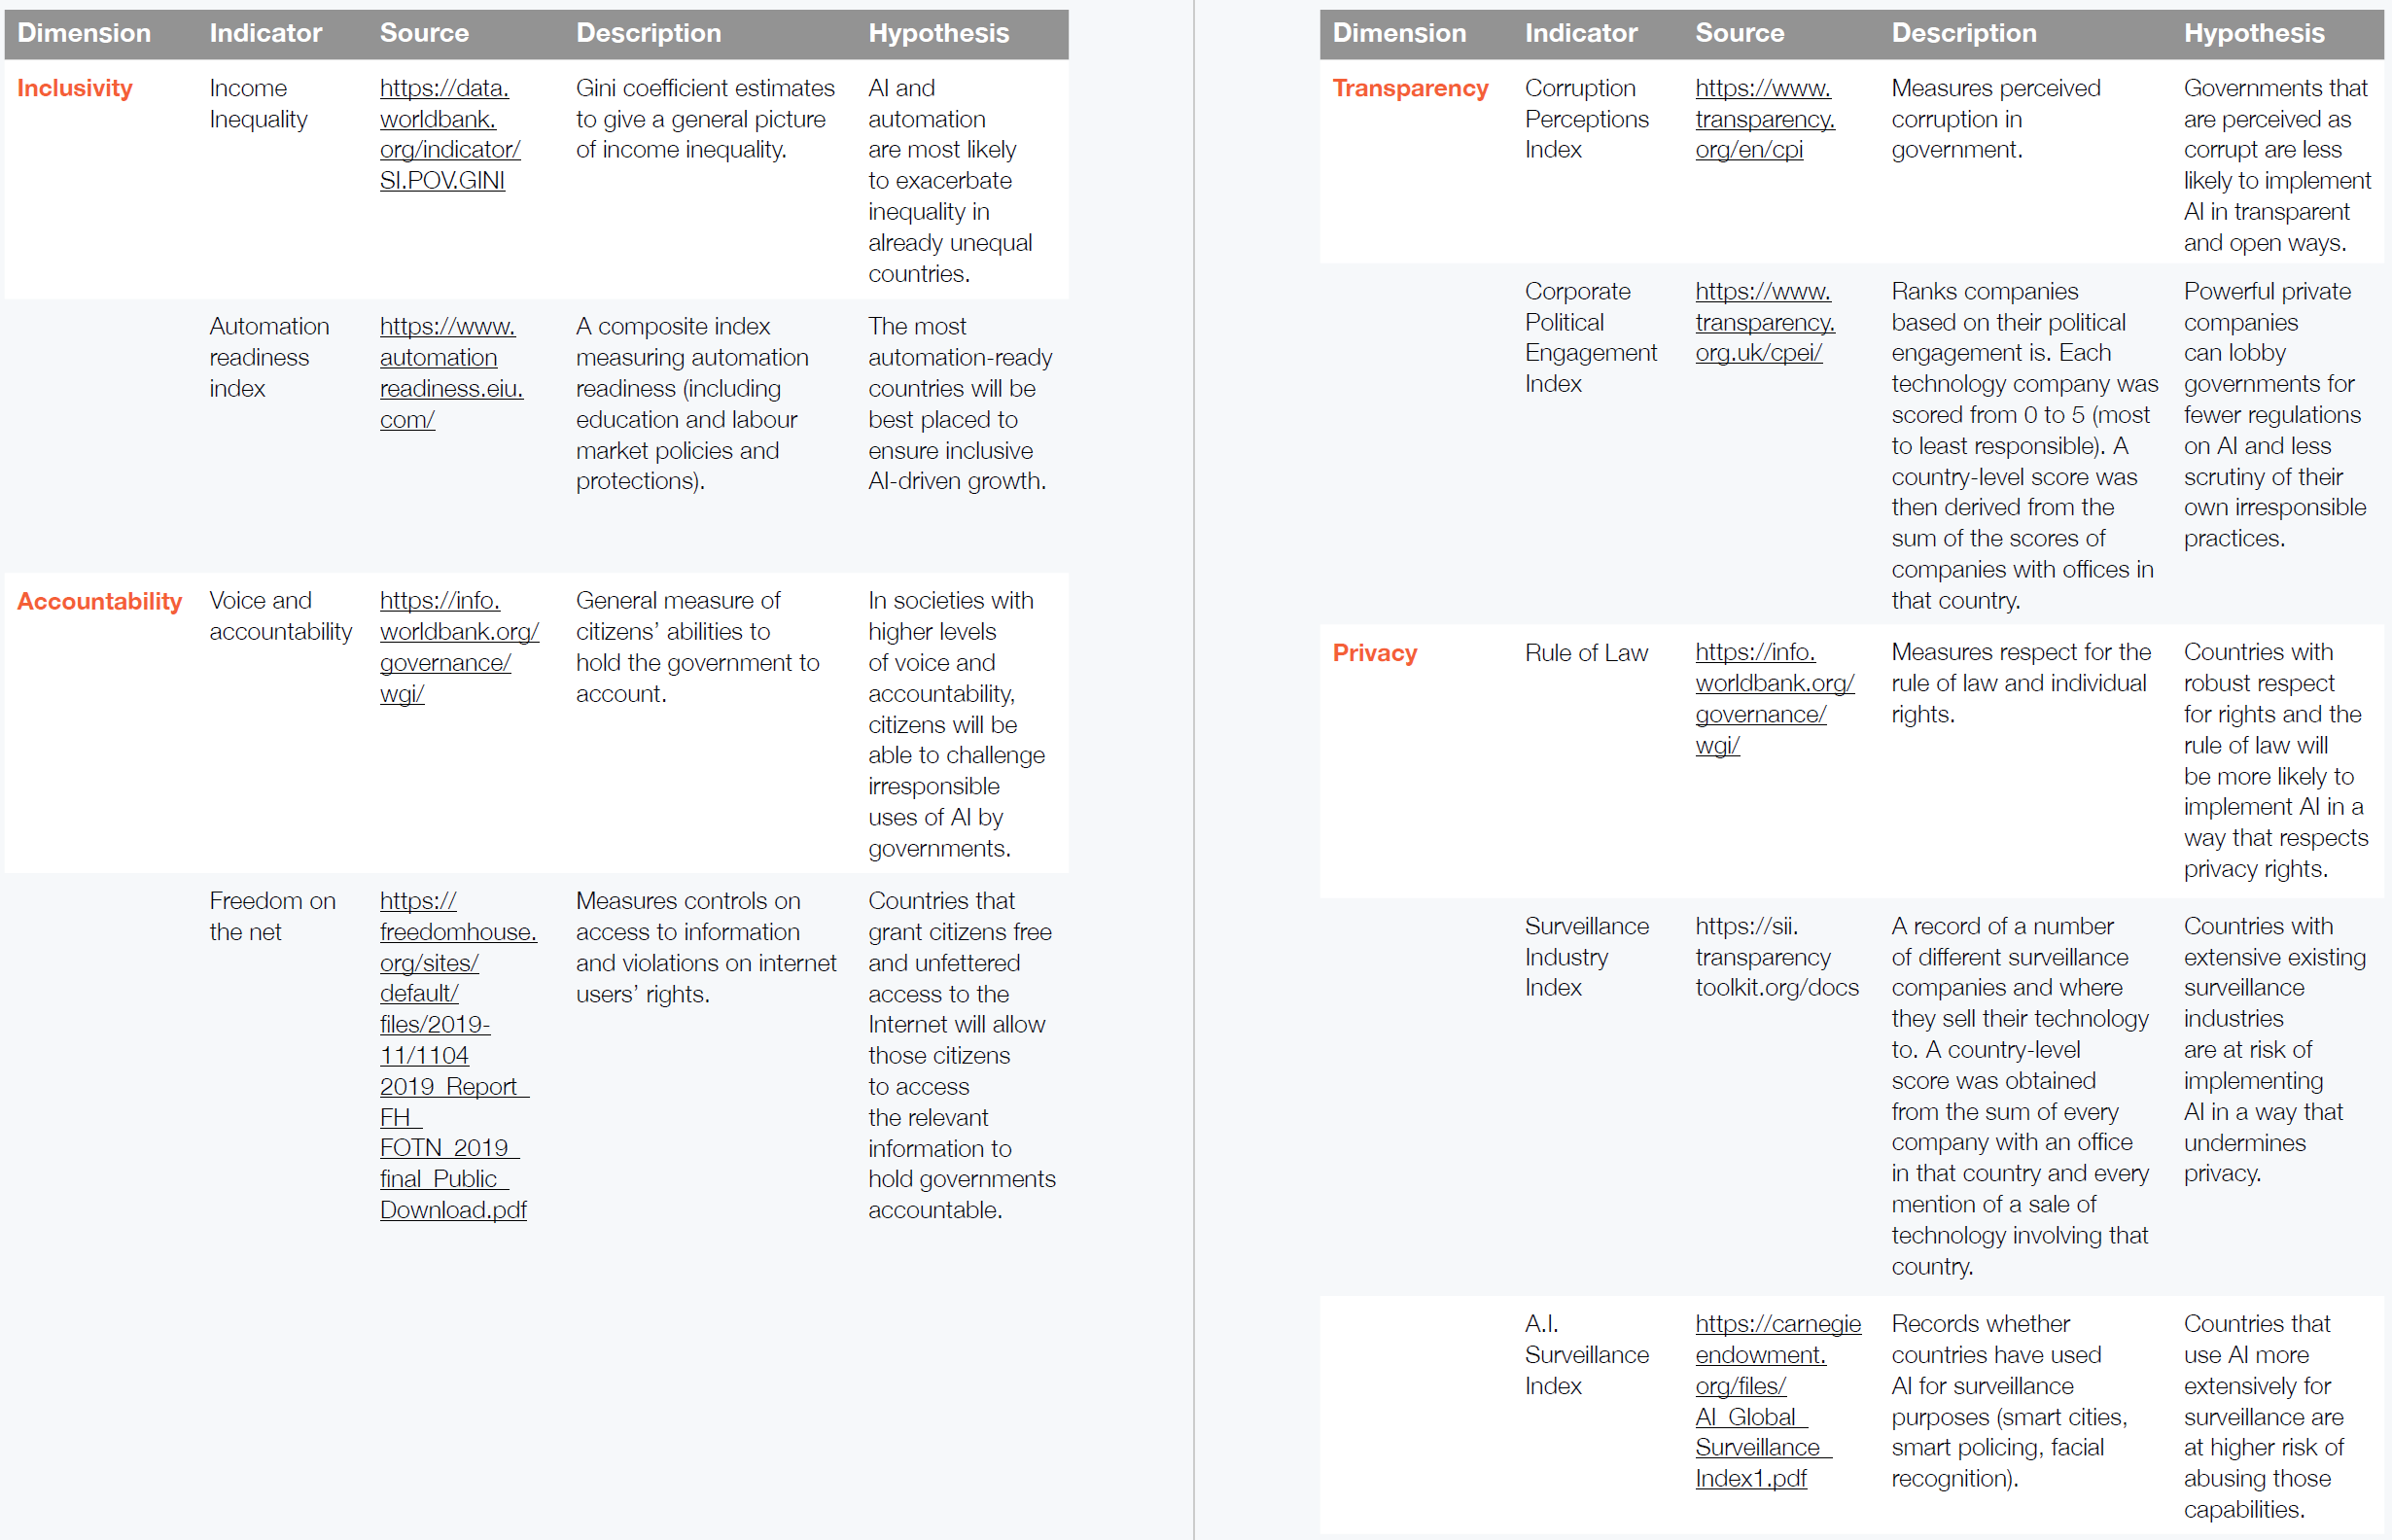 Dimension Indicator Source Description Hypothesis
Inclusivity
Income
Inequality
https://data.
worldbank.
org/indicator/
SI.POV.GINI
Gini coefficient estimates
to give a general picture
of income inequality.
AI and
automation
are most likely
to exacerbate
inequality in
already unequal
countries.
Automation
readiness
index
https://www.
automation
readiness.eiu.
com/
A composite index
measuring automation
readiness (including
education and labour
market policies and
protections).
The most
automation-ready
countries will be
best placed to
ensure inclusive
AI-driven growth.
Accountability
Voice and
accountability
https://info.
worldbank.org/
governance/
wgi/
General measure of
citizens’ abilities to
hold the government to
account.
In societies with
higher levels
of voice and
accountability,
citizens will be
able to challenge
irresponsible
uses of AI by
governments.
Freedom on
the net
https://
freedomhouse.
org/sites/
default/
files/2019-
11/1104
2019_Report_
FH_
FOTN_2019_
final_Public_
Download.pdf
Measures controls on
access to information
and violations on internet
users’ rights.
Countries that
grant citizens free
and unfettered
access to the
Internet will allow
those citizens
to access
the relevant
information to
hold governments
accountable.
Dimension Indicator Source Description Hypothesis
Transparency
Corruption
Perceptions
Index
https://www.
transparency.
org/en/cpi
Measures perceived
corruption in
government.
Governments that
are perceived as
corrupt are less
likely to implement
AI in transparent
and open ways.
Corporate
Political
Engagement
Index
https://www.
transparency.
org.uk/cpei/
Ranks companies
based on their political
engagement is. Each
technology company was
scored from 0 to 5 (most
to least responsible). A
country-level score was
then derived from the
sum of the scores of
companies with offices in
that country.
Powerful private
companies
can lobby
governments for
fewer regulations
on AI and less
scrutiny of their
own irresponsible
practices.
Privacy
Rule of Law
https://info.
worldbank.org/
governance/
wgi/
Measures respect for the
rule of law and individual
rights.
Countries with
robust respect
for rights and the
rule of law will
be more likely to
implement AI in a
way that respects
privacy rights.
Surveillance
Industry
Index
https://sii.
transparency
toolkit.org/docs
A record of a number
of different surveillance
companies and where
they sell their technology
to. A country-level
score was obtained
from the sum of every
company with an office
in that country and every
mention of a sale of
technology involving that
country.
Countries with
extensive existing
surveillance
industries
are at risk of
implementing
AI in a way that
undermines
privacy.
A.I.
Surveillance
Index
https://carnegie
endowment.
org/files/
AI_Global_
Surveillance_
Index1.pdf
Records whether
countries have used
AI for surveillance
purposes (smart cities,
smart policing, facial
recognition).
Countries that
use AI more
extensively for
surveillance are
at higher risk of
abusing those
capabilities.